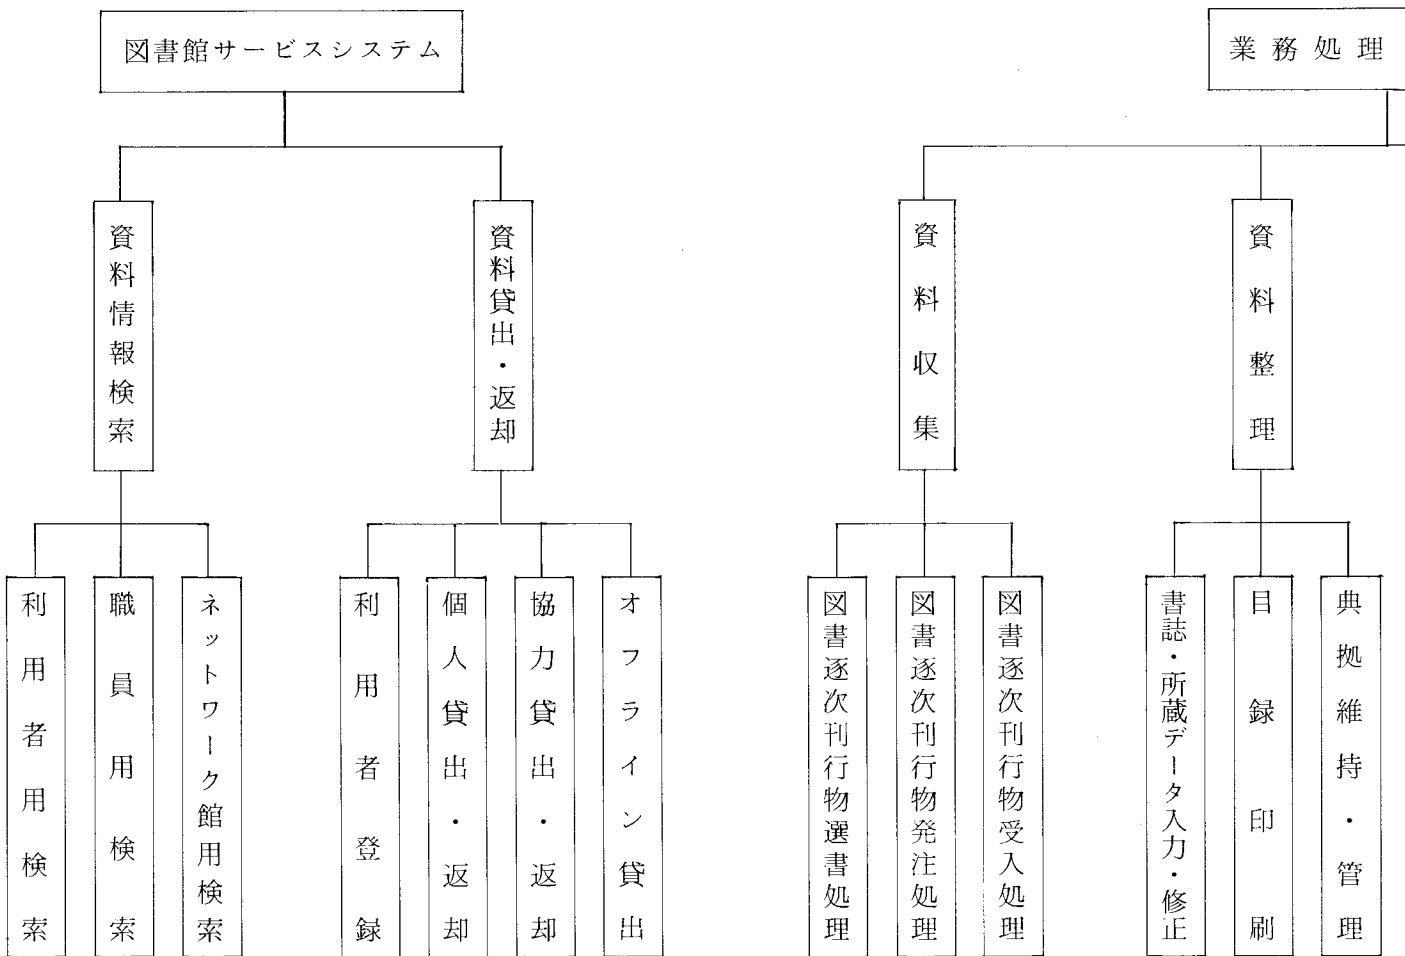 図書館サービスシステム
業務処理
資料情報検索
資料貸出・返却
資料収集
資料整理
利用者用検索
職員用検索
ネットワーク館用検索
利用者登録
個人貸出・返却
協力貸出・返却
オフライン貸出
図書逐次刊行物選書処理
図書逐次刊行物発注処理
図書逐次刊行物受入処理
書誌・所蔵データ入力・修正
目録印刷
典拠維持・管理